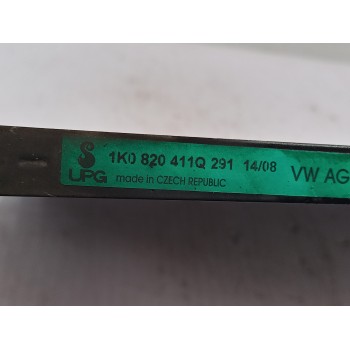 1K0 820 411Q 291 14/08
UPG made in CZECH REPUBLIC VW AG